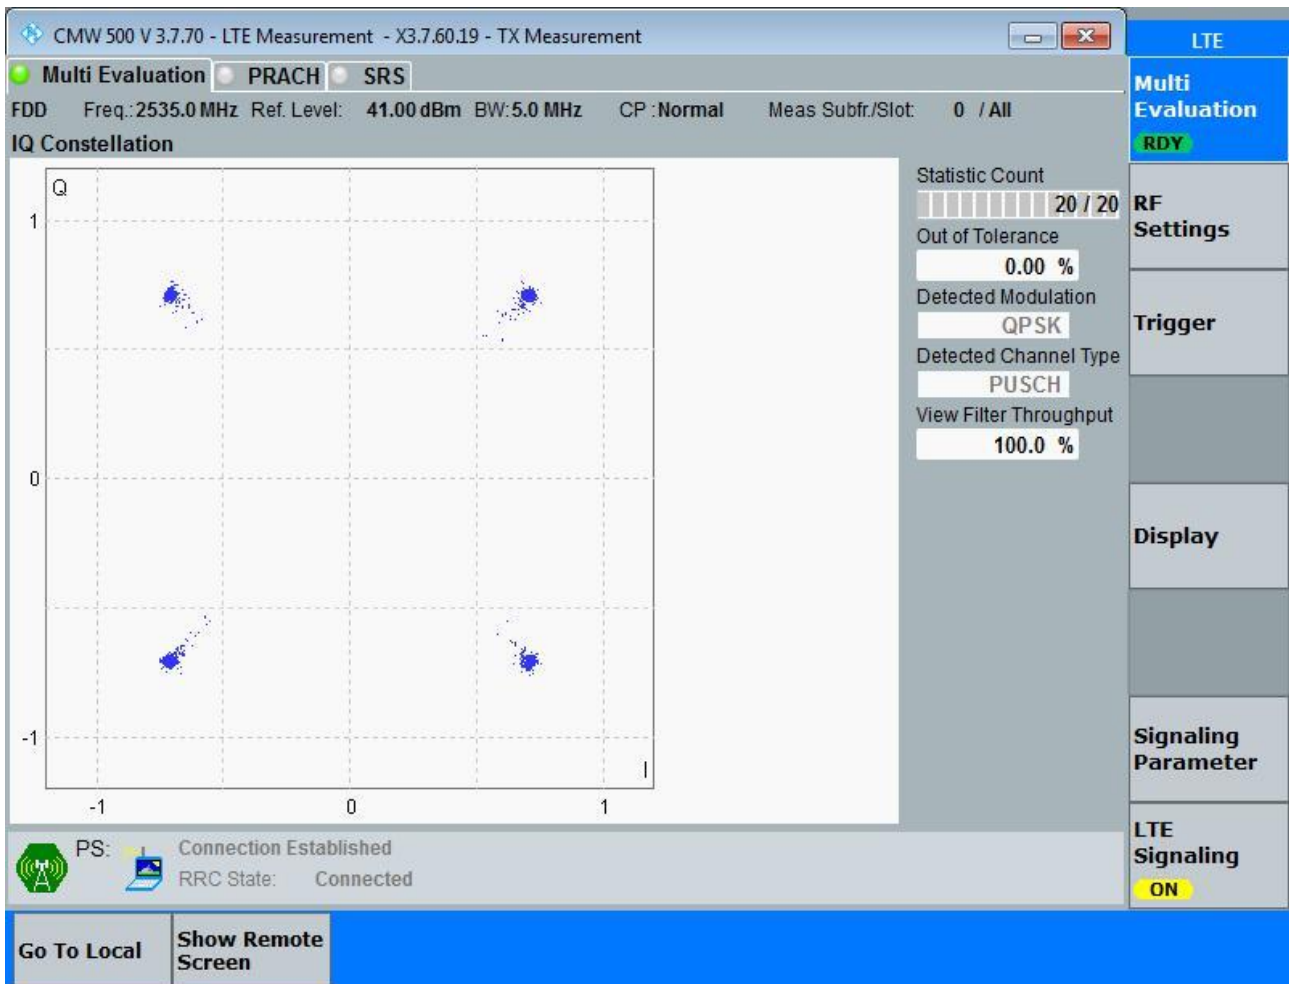 CMW 500 V 3.7.70 - LTE Measurement - X3.7.60.19 - TX Measurement
LTE
Multi Evaluation PRACH SRS
FDD Freq.: 2535.0 MHz Ref. Level: 41.00 dBm BW: 5.0 MHz CP : Normal Meas Subfr./Slot: 0 / All
IQ Constellation
Q
1
0
-1
I
-1 0 1
Statistic Count
20 / 20
Out of Tolerance
0.00 %
Detected Modulation
QPSK
Detected Channel Type
PUSCH
View Filter Throughput
100.0 %
Multi
Evaluation
RDY
RF
Settings
Trigger
Display
Signaling
Parameter
LTE
Signaling
ON
PS: Connection Established
RRC State: Connected
Go To Local
Show Remote
Screen